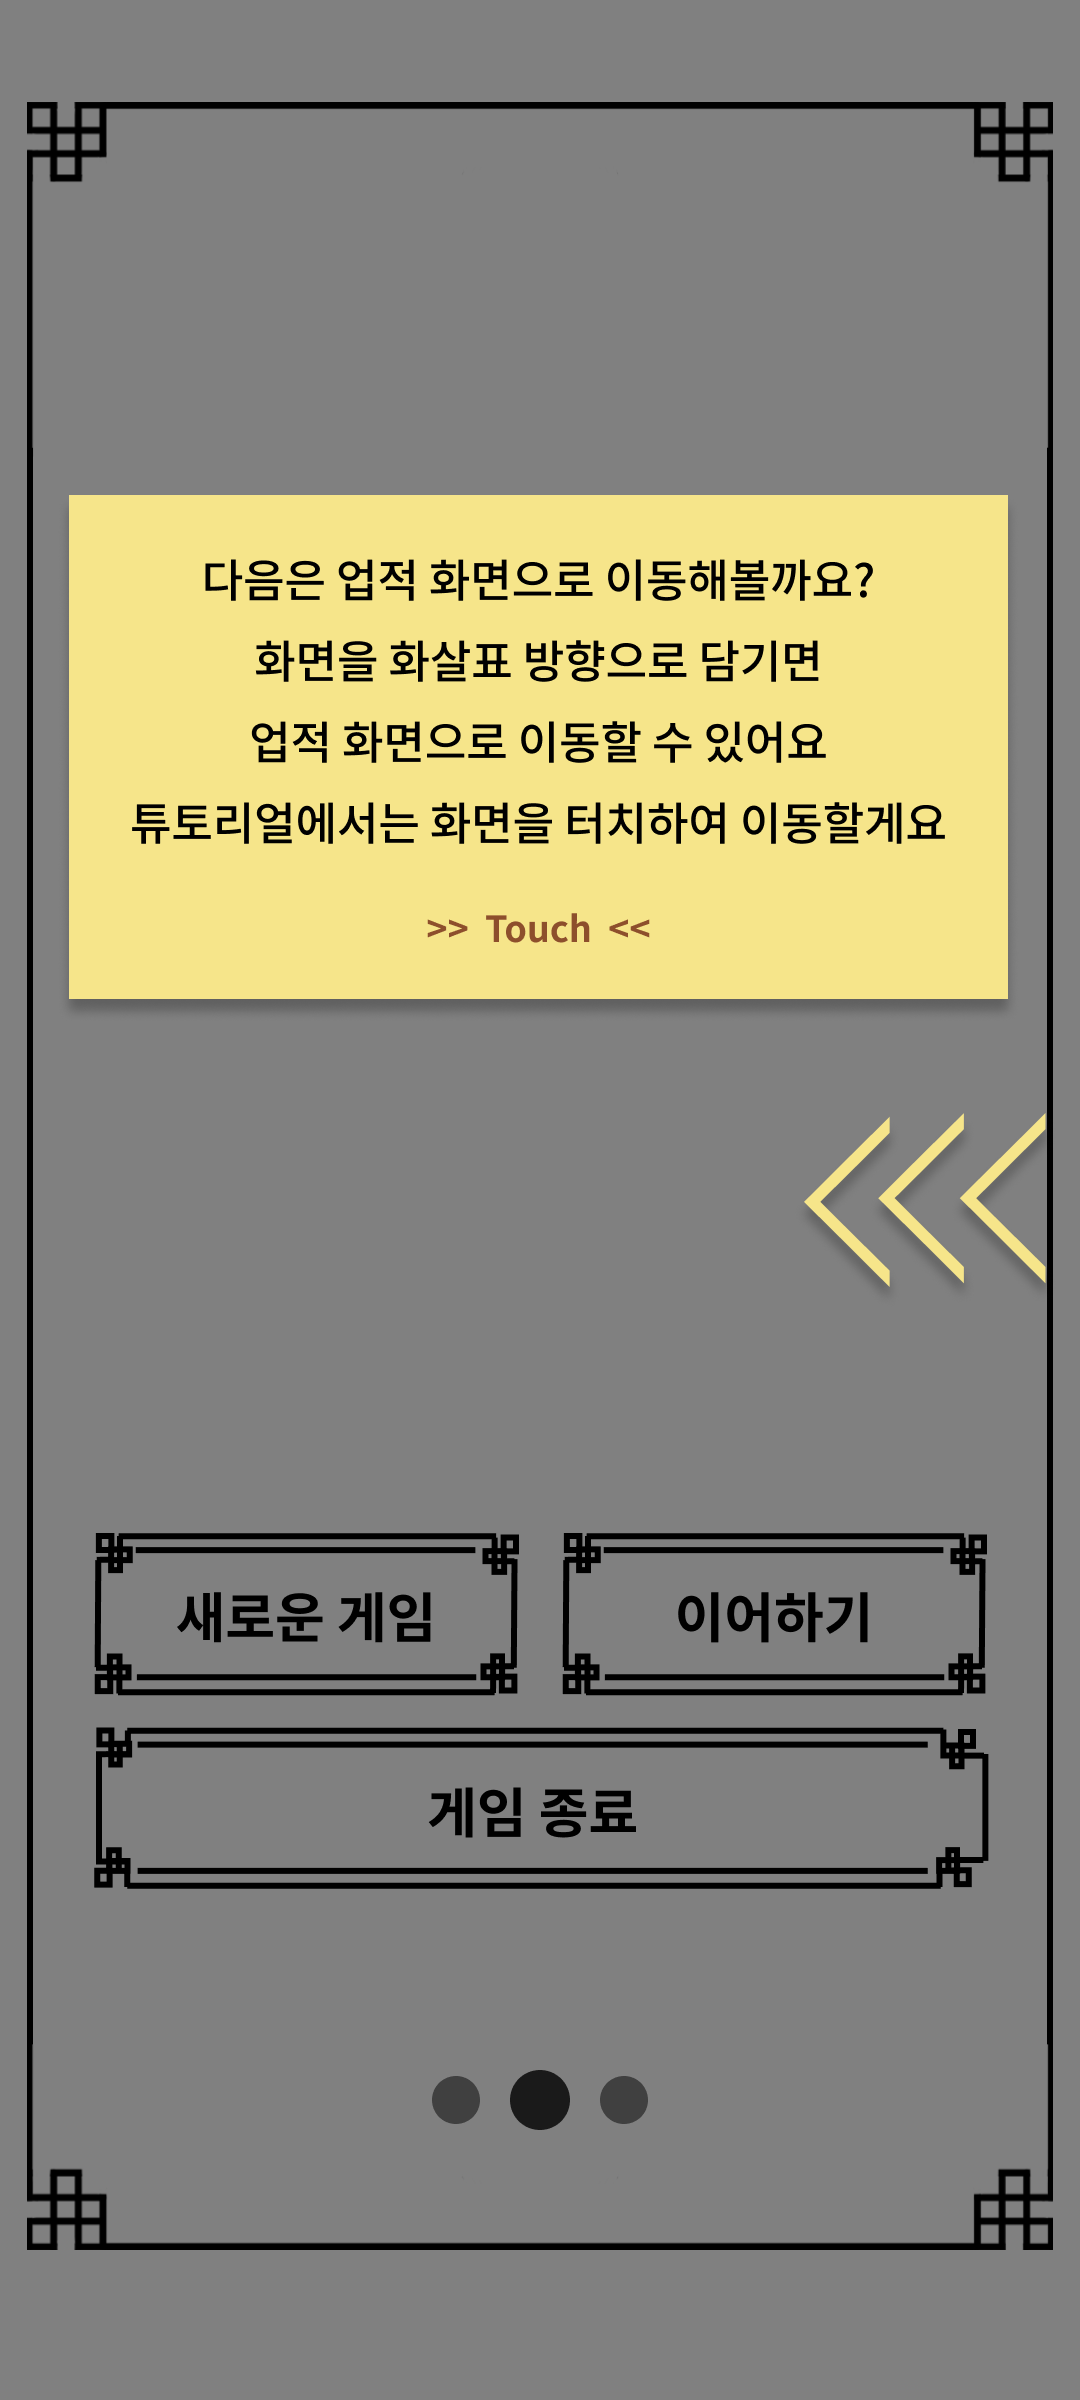 다음은 업적 화면으로 이동해볼까요?
화면을 화살표 방향으로 담기면
업적 화면으로 이동할 수 있어요
튜토리얼에서는 화면을 터치하여 이동할게요
>> Touch <<
새로운 게임
이어하기
게임 종료